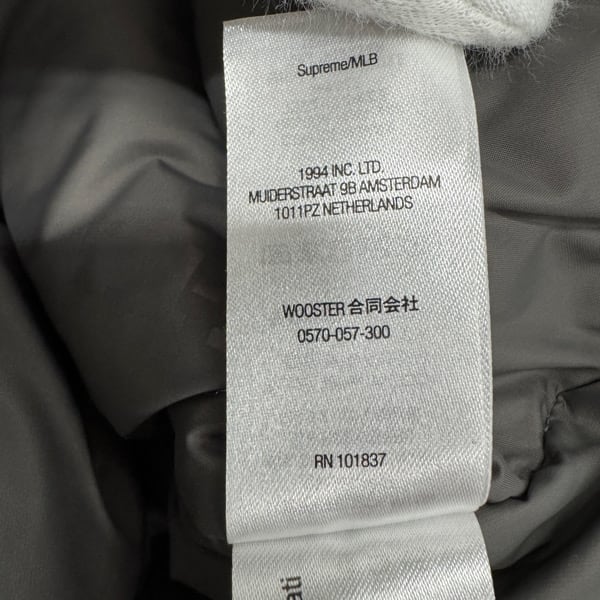 Supreme/MLB
1994 INC. LTD
MUIDERSTRAAT 9B AMSTERDAM
1011PZ NETHERLANDS
WOOSTER 合同会社
0570-057-300
RN 101837
ati